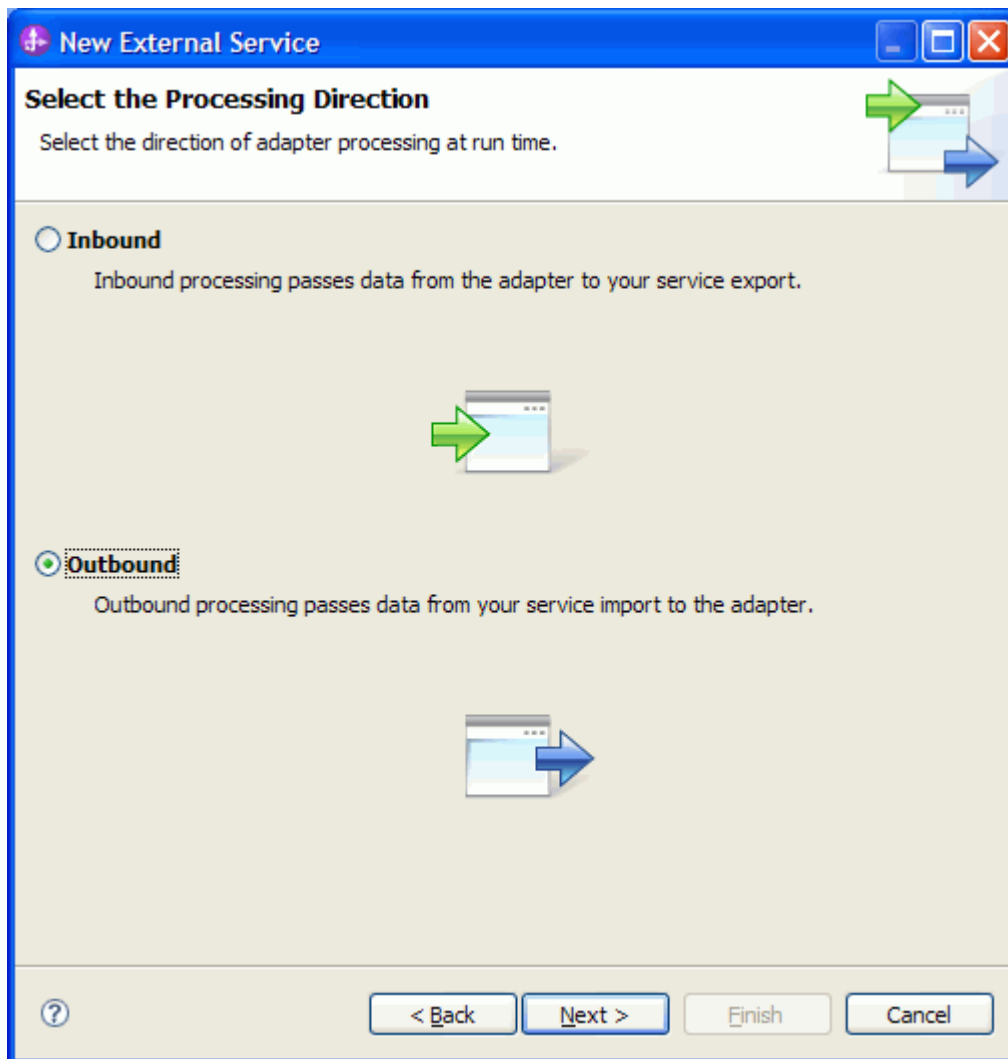 New External Service
Select the Processing Direction
Select the direction of adapter processing at run time.
Inbound
Inbound processing passes data from the adapter to your service export.
Outbound
Outbound processing passes data from your service import to the adapter.
? < Back Next > Finish Cancel